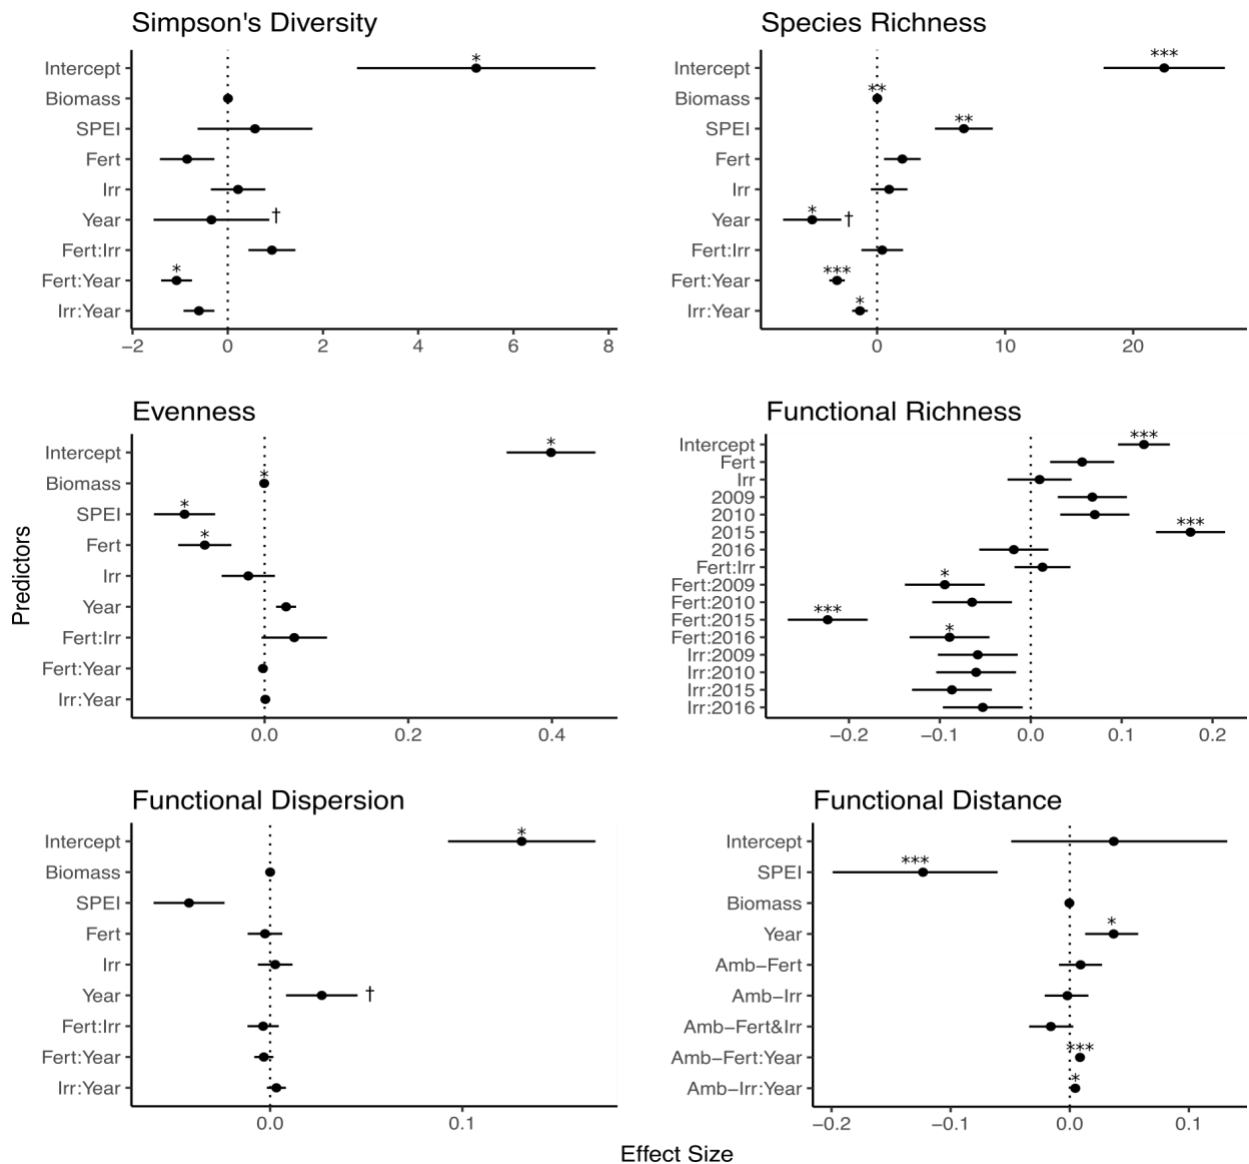 Simpson's Diversity
Intercept
*
Biomass
SPEI
Fert
Irr
Year
†
Fert:Irr
Fert:Year
*
Irr:Year
−2 0 2 4 6 8
Species Richness
Intercept
***
Biomass
**
SPEI
**
Fert
Irr
Year
*
†
Fert:Irr
Fert:Year
***
Irr:Year
*
0 10 20
Evenness
Intercept
*
Biomass
*
SPEI
*
Fert
*
Irr
Year
Fert:Irr
Fert:Year
Irr:Year
0.0 0.2 0.4
Functional Richness
Intercept
***
Fert
Irr
2009
2010
2015
***
2016
Fert:Irr
Fert:2009
*
Fert:2010
Fert:2015
***
Fert:2016
*
Irr:2009
Irr:2010
Irr:2015
Irr:2016
−0.2 −0.1 0.0 0.1 0.2
Predictors
Functional Dispersion
Intercept
*
Biomass
SPEI
Fert
Irr
Year
†
Fert:Irr
Fert:Year
Irr:Year
0.0 0.1
Functional Distance
Intercept
SPEI
***
Biomass
Year
*
Amb−Fert
Amb−Irr
Amb−Fert&Irr
Amb−Fert:Year
***
Amb−Irr:Year
*
−0.2 −0.1 0.0 0.1
Effect Size